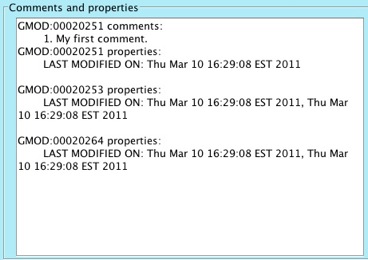 Comments and properties
GMOD:00020251 comments:
1. My first comment.
GMOD:00020251 properties:
LAST MODIFIED ON: Thu Mar 10 16:29:08 EST 2011
GMOD:00020253 properties:
LAST MODIFIED ON: Thu Mar 10 16:29:08 EST 2011, Thu Mar
10 16:29:08 EST 2011
GMOD:00020264 properties:
LAST MODIFIED ON: Thu Mar 10 16:29:08 EST 2011, Thu Mar
10 16:29:08 EST 2011